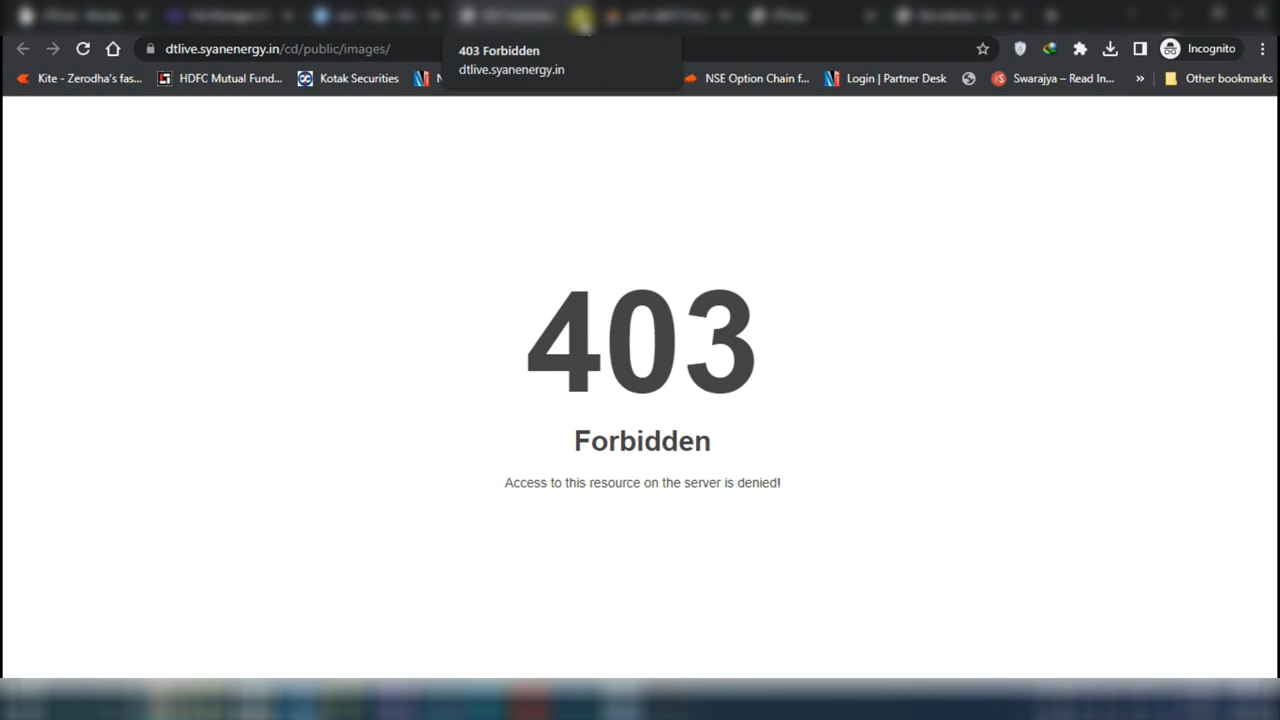 dtlive.syanenergy.in/cd/public/images/
403 Forbidden
dtlive.syanenergy.in
Incognito
Kite - Zerodha's fas...
HDFC Mutual Fund...
Kotak Securities
N
NSE Option Chain f...
Login | Partner Desk
Swarajya – Read In...
»
Other bookmarks
403
Forbidden
Access to this resource on the server is denied!